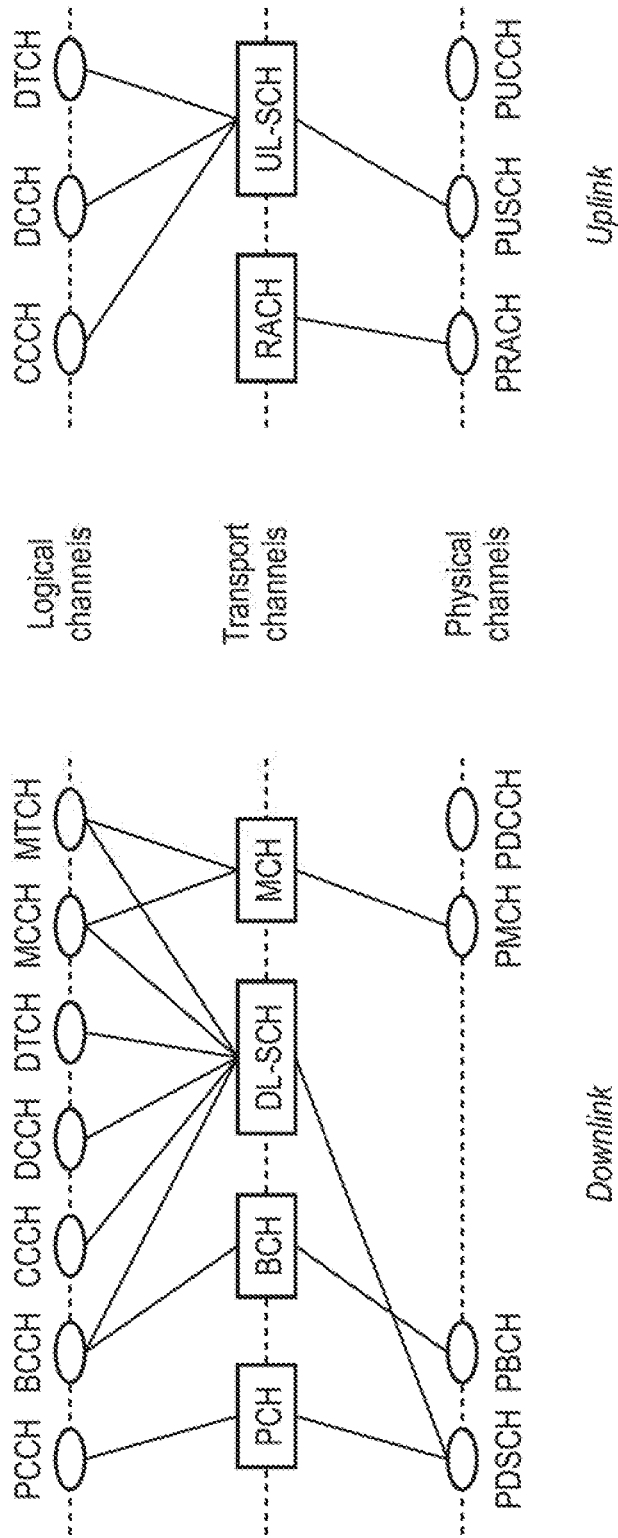 PCCH BCCH CCCH DCCH DTCH MCCH MTCH
Logical
channels
CCCH DCCH DTCH
PCH BCH DL-SCH MCH
Transport
channels
RACH UL-SCH
PDSCH PBCH PMCH PDCCH
Physical
channels
PRACH PUSCH PUCCH
Downlink
Uplink